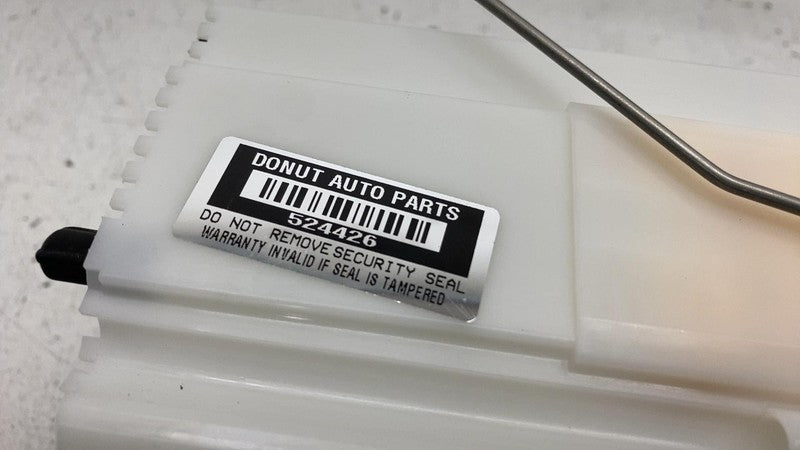 DONUT AUTO PARTS
524426
DO NOT REMOVE SECURITY SEAL
WARRANTY INVALID IF SEAL IS TAMPERED